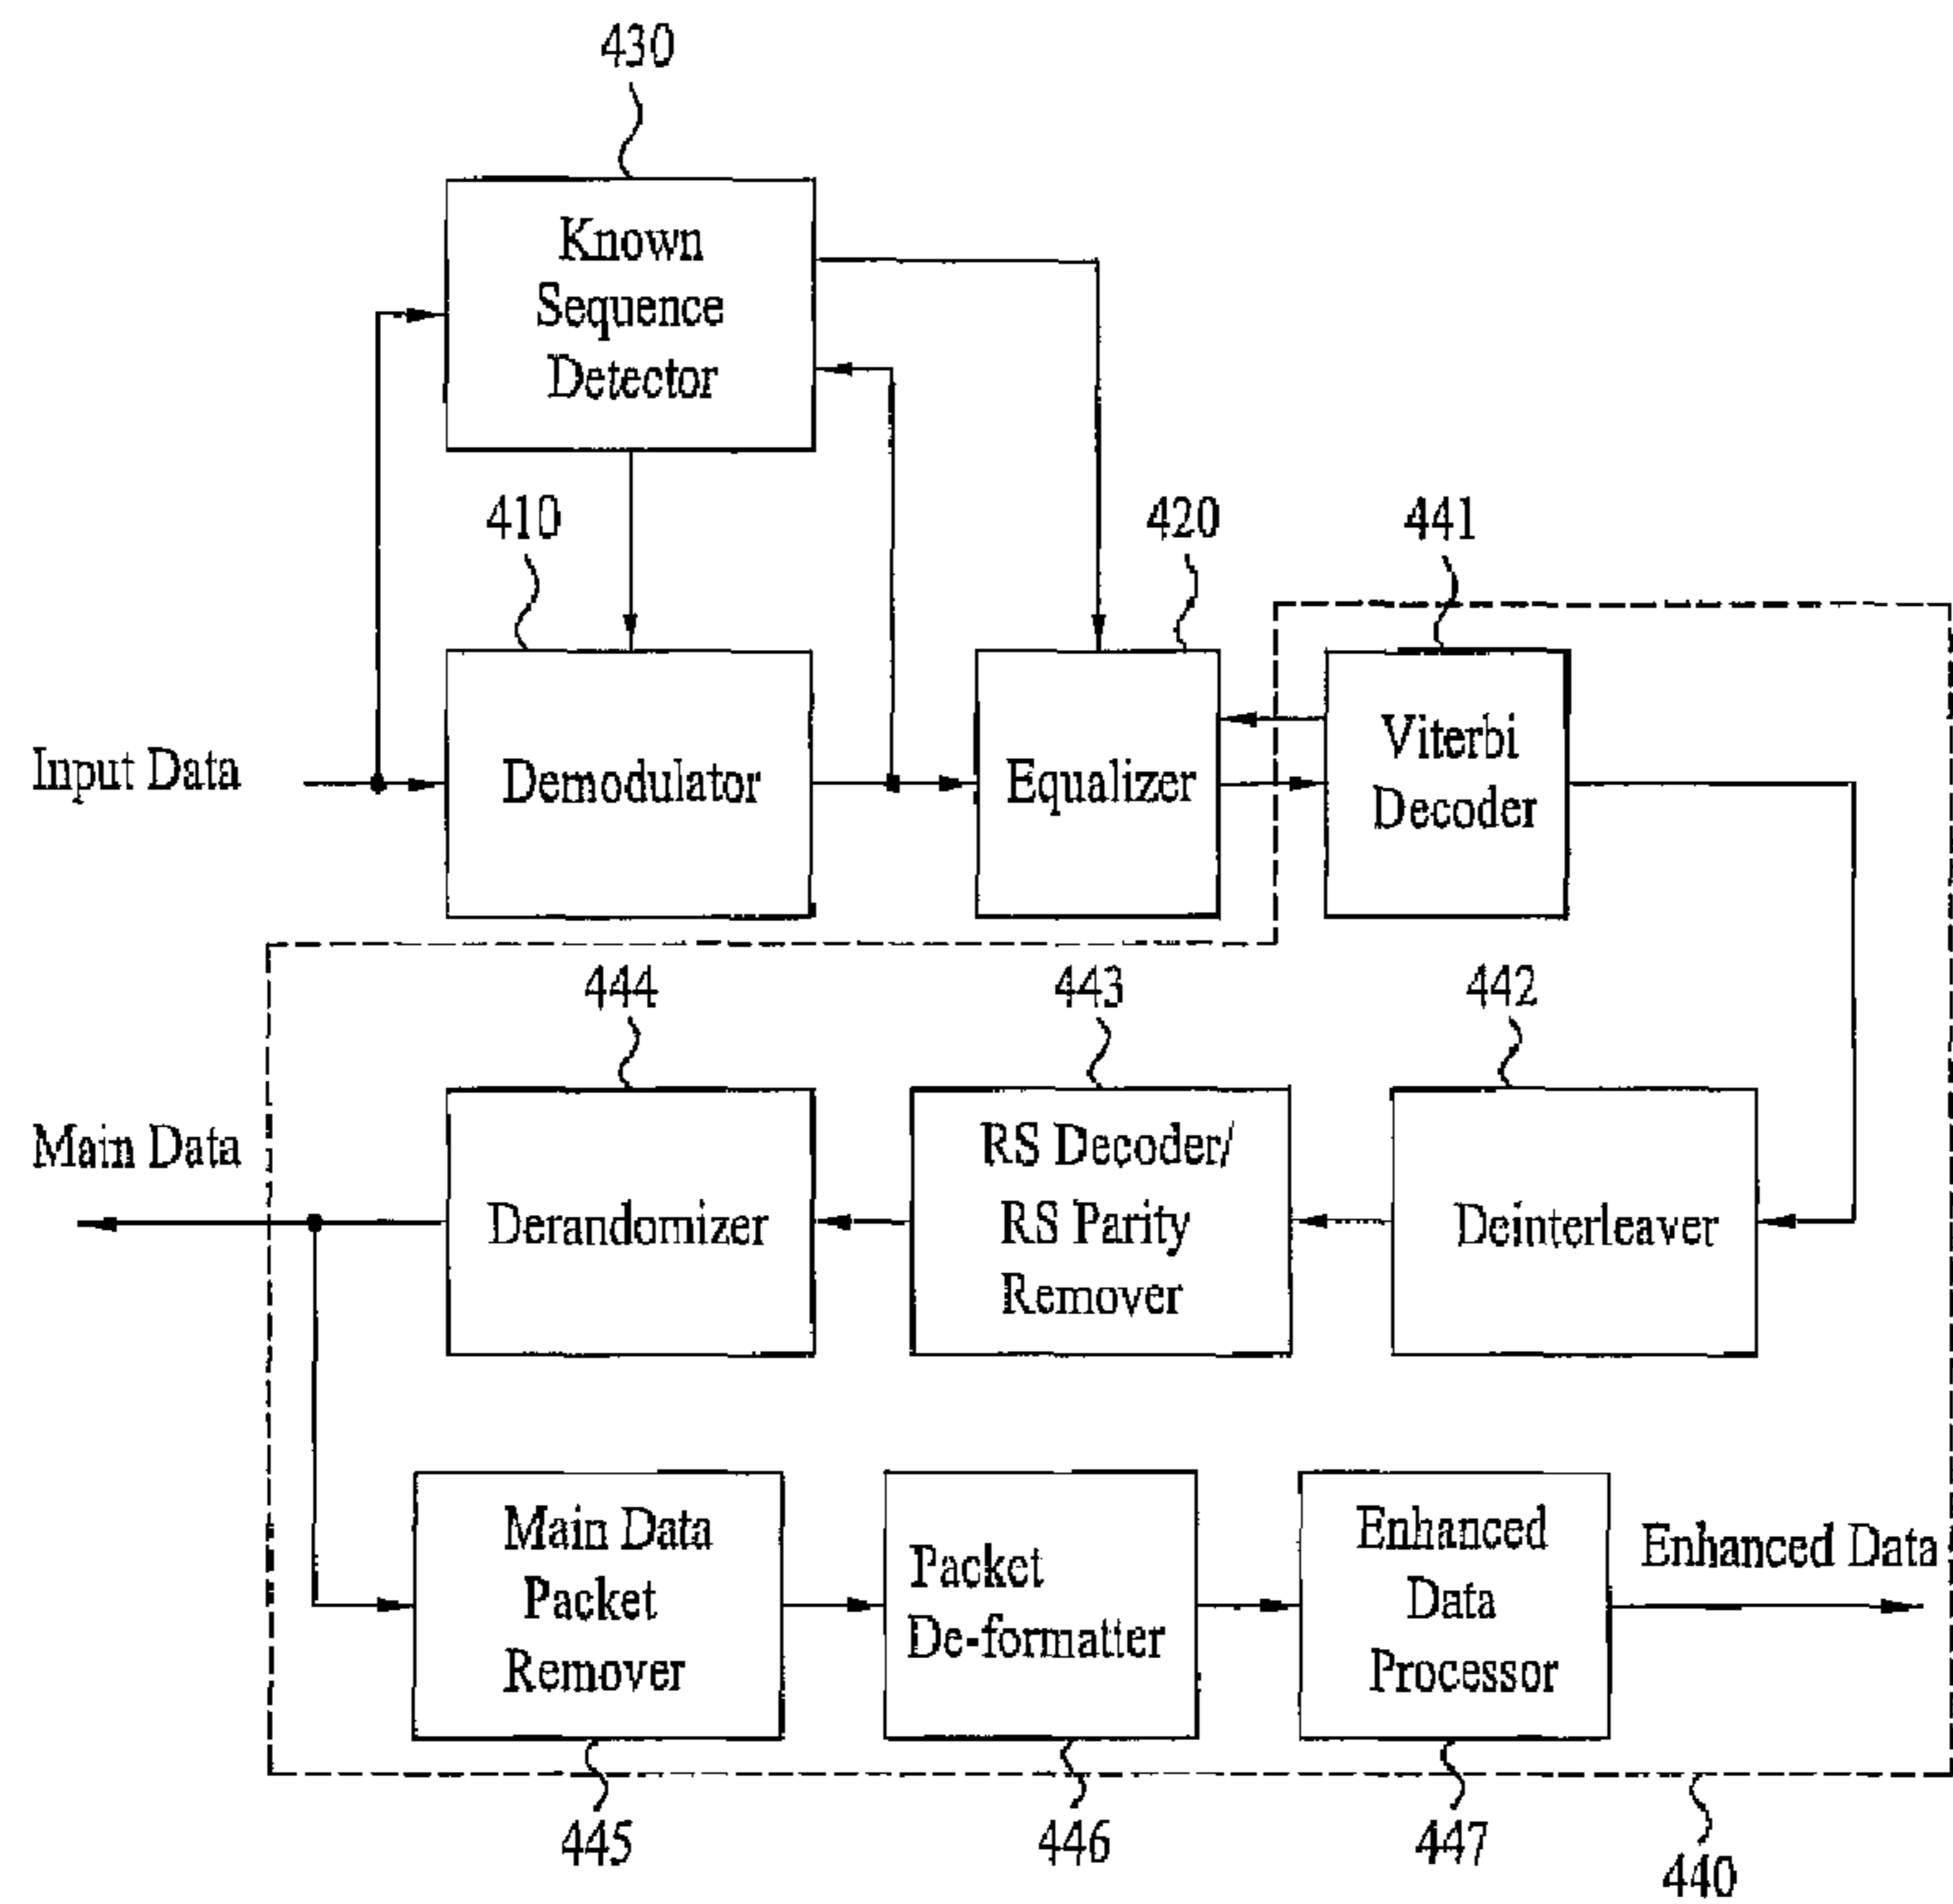 430
Known
Sequence
Detector
410
420
441
Input Data
Demodulator
Equalizer
Viterbi
Decoder
444
443
442
Main Data
Derandomizer
RS Decoder/
RS Parity
Remover
Deinterleaver
Main Data
Packet
Remover
Packet
De-formatter
Enhanced
Data
Processor
Enhanced Data
445
446
447
440